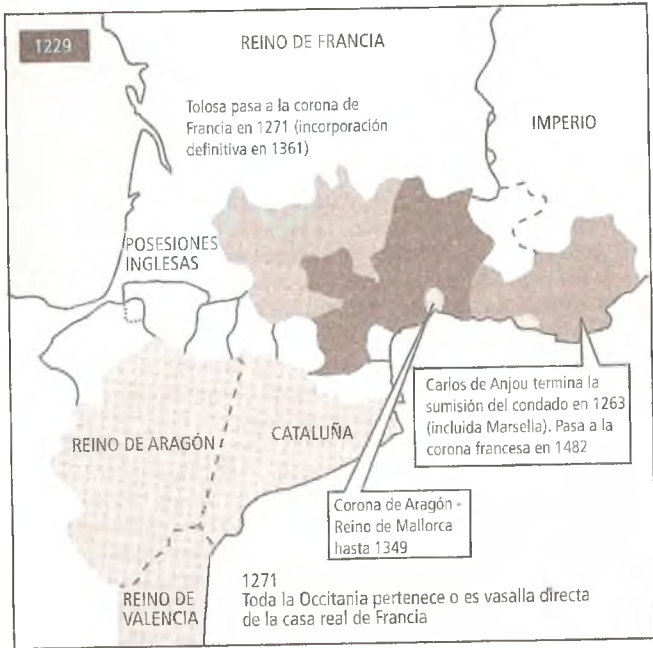 1229
REINO DE FRANCIA
Tolosa pasa a la corona de
Francia en 1271 (incorporación
definitiva en 1361)
IMPERIO
POSESIONES
INGLESAS
Carlos de Anjou termina la
sumisión del condado en 1263
(incluida Marsella). Pasa a la
corona francesa en 1482
REINO DE ARAGÓN
CATALUÑA
Corona de Aragón -
Reino de Mallorca
hasta 1349
REINO DE
VALENCIA
1271
Toda la Occitania pertenece o es vasalla directa
de la casa real de Francia